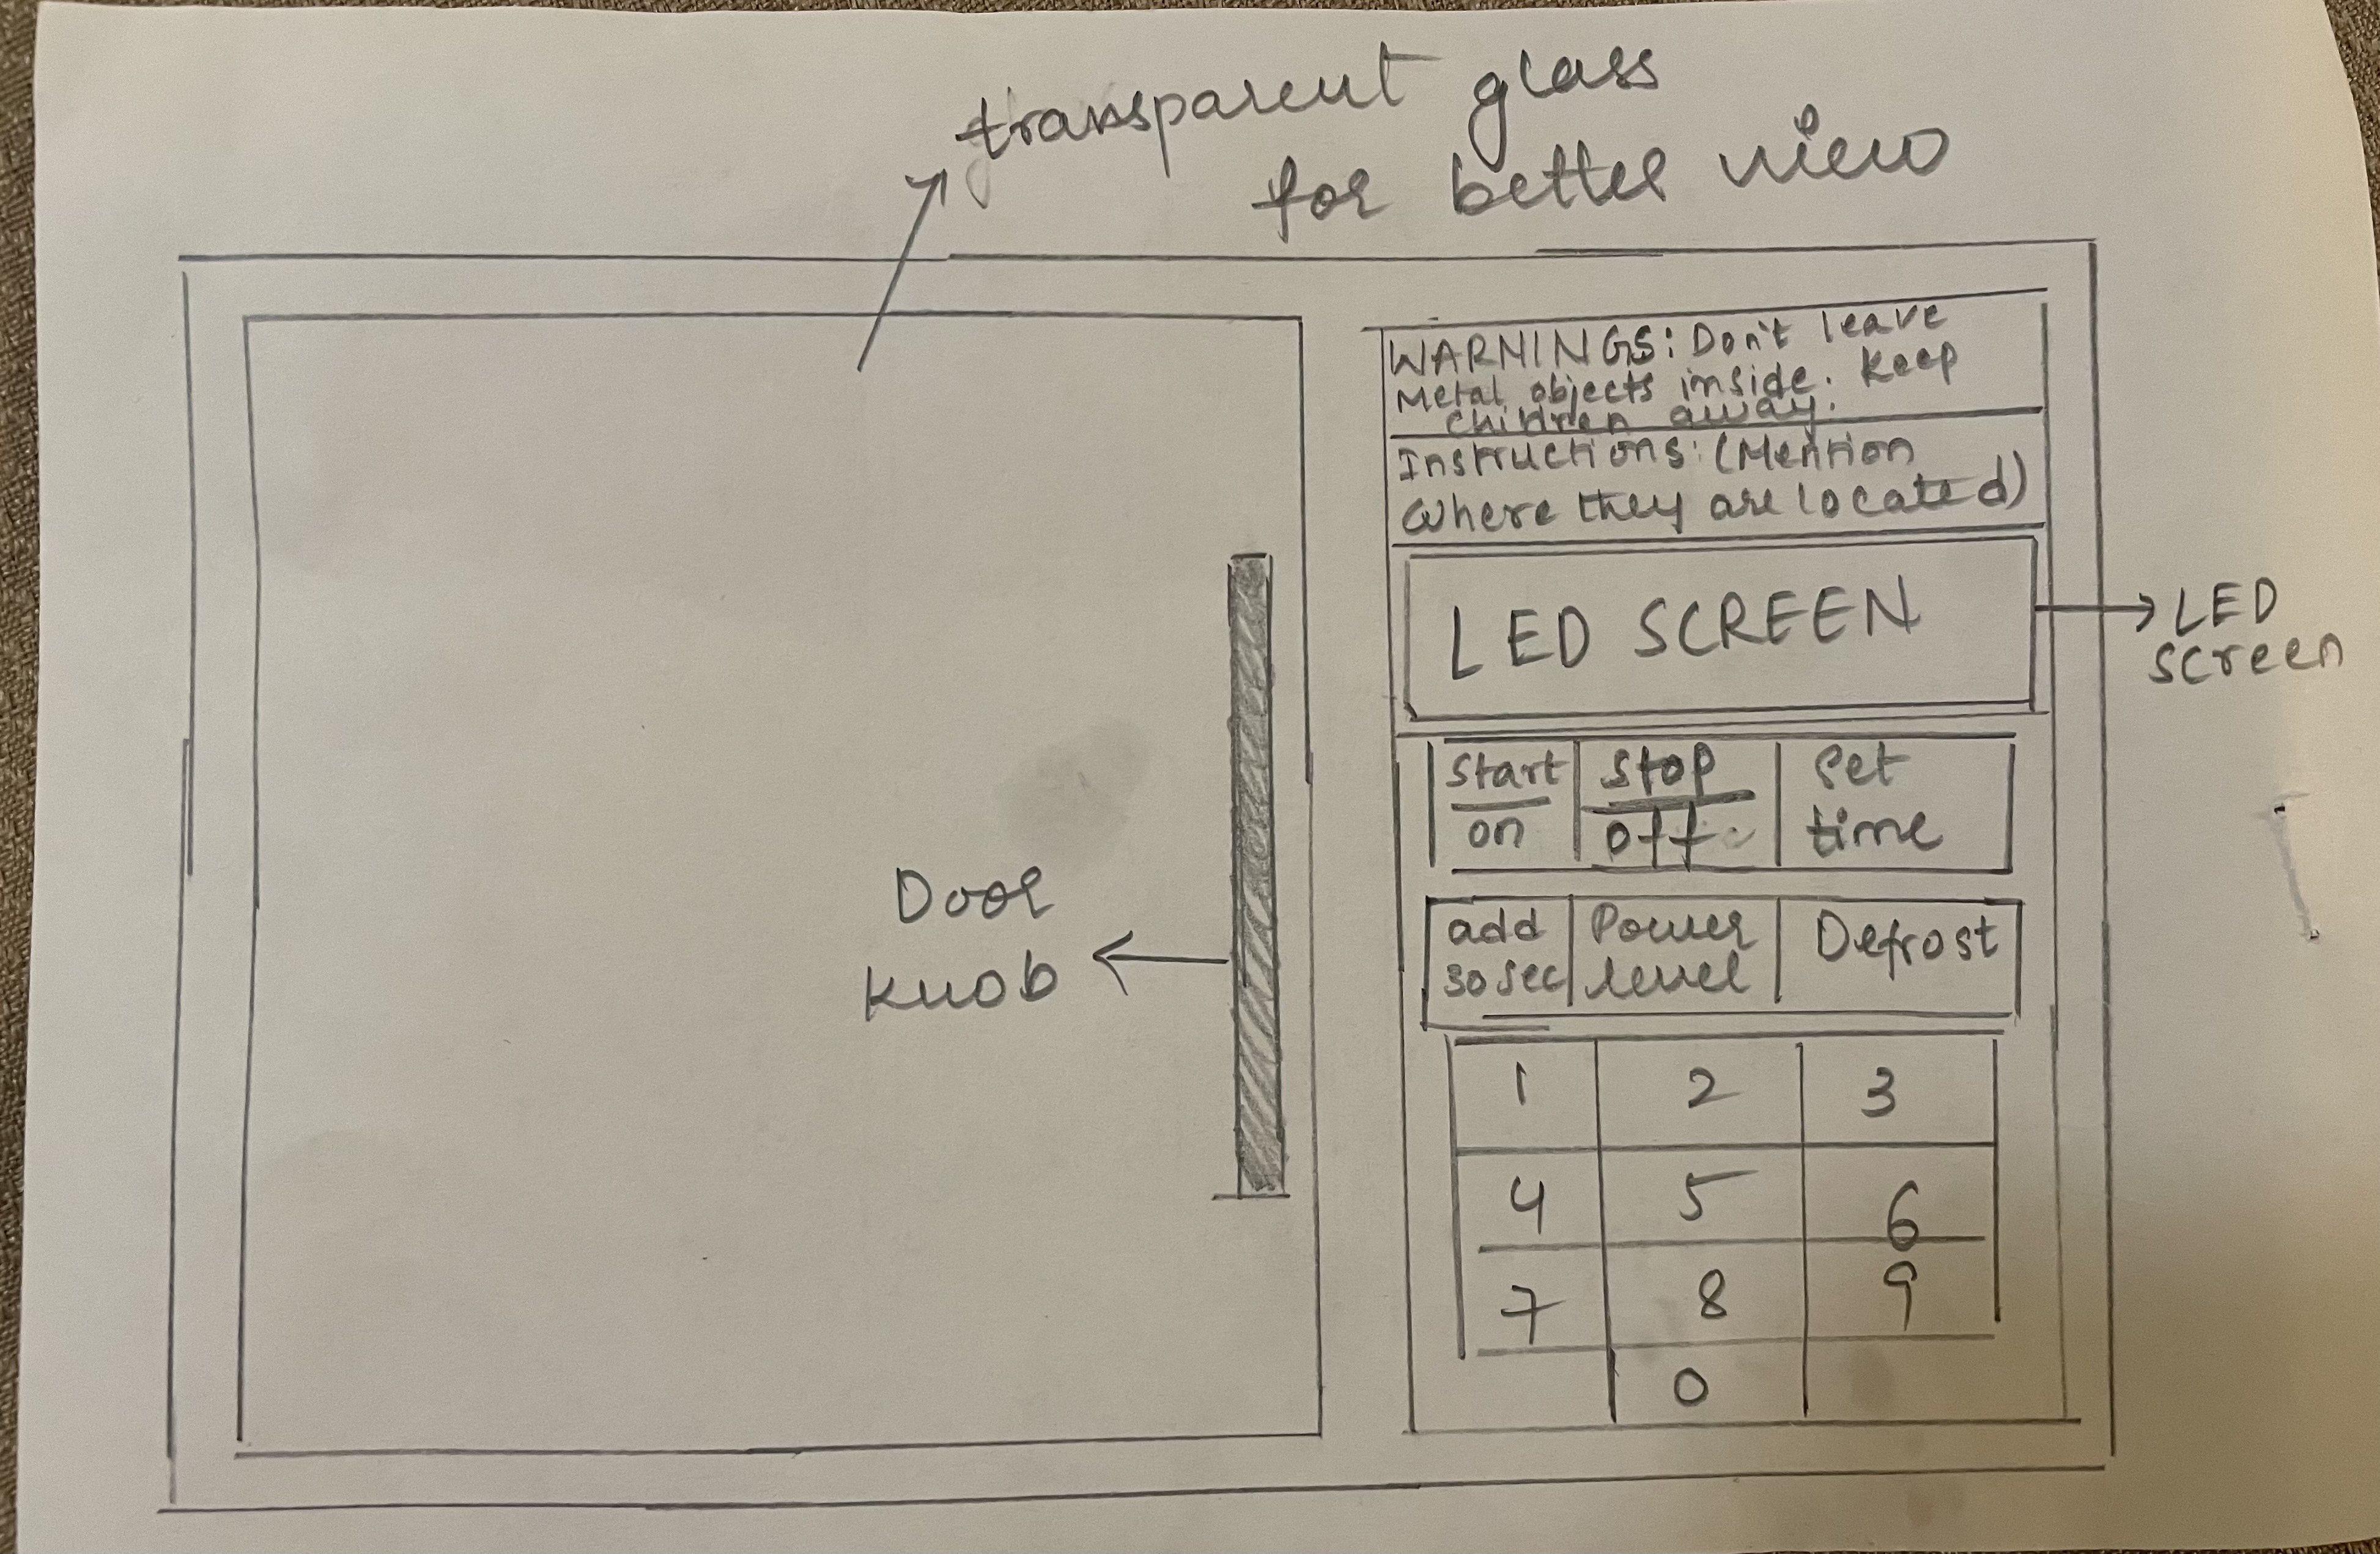 transparent glass
for better view
WARNINGS: Don't leave
Metal objects inside. Keep
children away.
Instructions: (Mention
where they are located)
LED SCREEN
LED
screen
Start
on
Stop
off
Set
time
add
30 sec
Power
level
Defrost
Door
knob
1 2 3
4 5 6
7 8 9
0